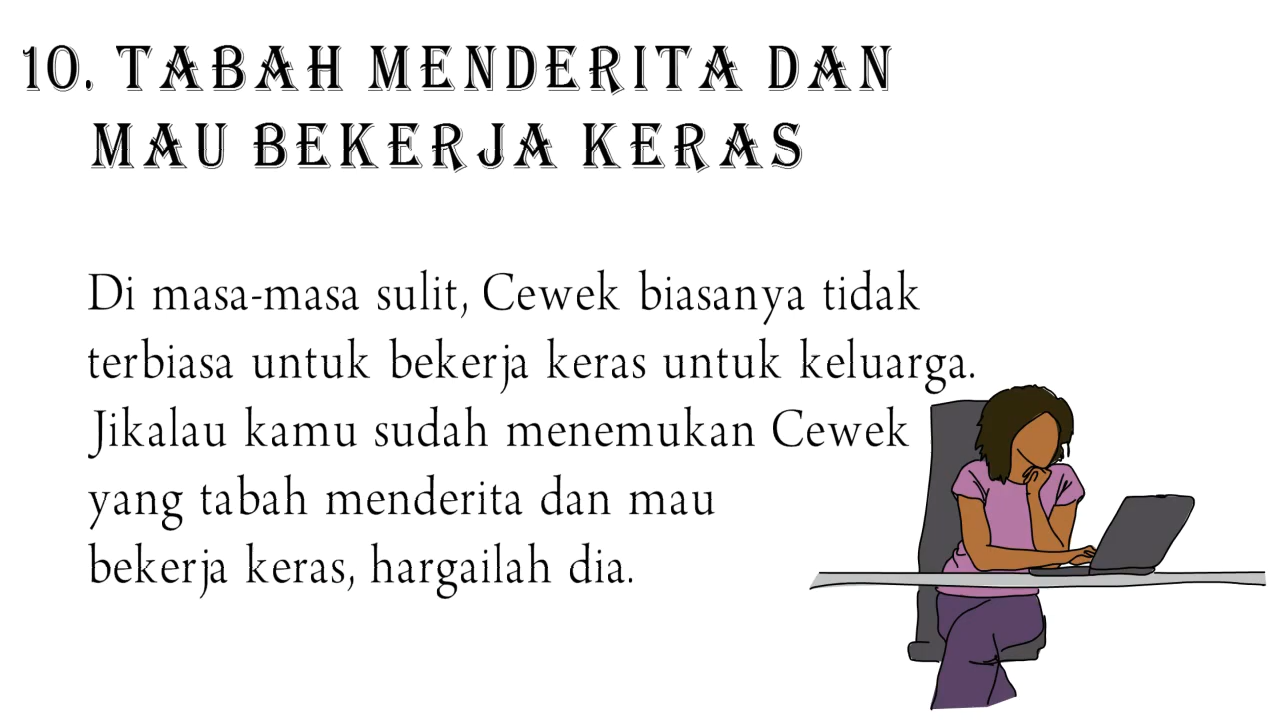 10. TABAH MENDERITA DAN
MAU BEKERJA KERAS
Di masa-masa sulit, Cewek biasanya tidak
terbiasa untuk bekerja keras untuk keluarga.
Jikalau kamu sudah menemukan Cewek
yang tabah menderita dan mau
bekerja keras, hargailah dia.